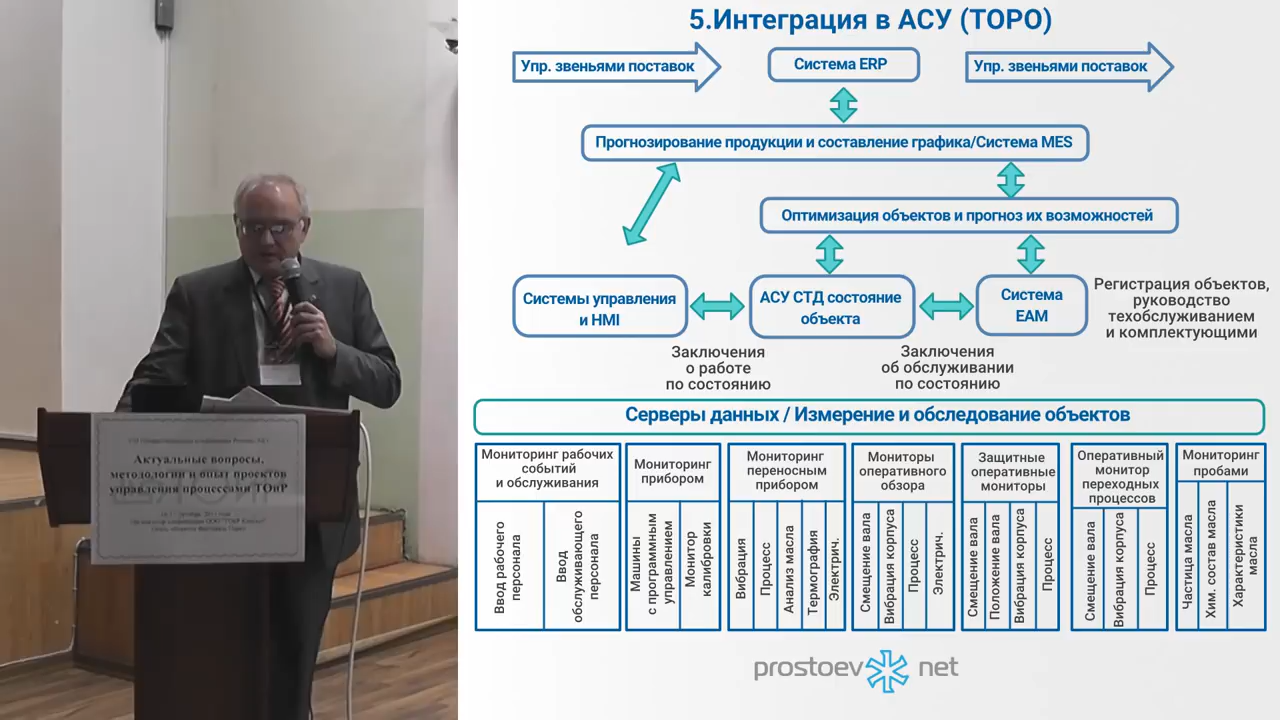 5.Интеграция в АСУ (ТОРО)
Упр. звеньями поставок
Система ERP
Упр. звеньями поставок
Прогнозирование продукции и составление графика/Система MES
Оптимизация объектов и прогноз их возможностей
Системы управления
и HMI
АСУ СТД состояние
объекта
Система
EAM
Регистрация объектов,
руководство
техобслуживанием
и комплектующими
Заключения
о работе
по состоянию
Заключения
об обслуживании
по состоянию
Серверы данных / Измерение и обследование объектов
Мониторинг рабочих
событий
и обслуживания
Ввод рабочего
персонала
Ввод
обслуживающего
персонала
Мониторинг
прибором
Машины
с программным
управлением
Монитор
калибровки
Мониторинг
переносным
прибором
Вибрация
Процесс
Анализ масла
Термография
Электрич.
Мониторы
оперативного
обзора
Смещение вала
Вибрация корпуса
Процесс
Электрич.
Защитные
оперативные
мониторы
Смещение вала
Положение вала
Вибрация корпуса
Процесс
Оперативный
монитор
переходных
процессов
Смещение вала
Вибрация корпуса
Процесс
Мониторинг
пробами
Частица масла
Хим. состав масла
Характеристики
масла
prostoev net
Актуальные вопросы,
методологии и опыт проектов
управления процессами ТОиР